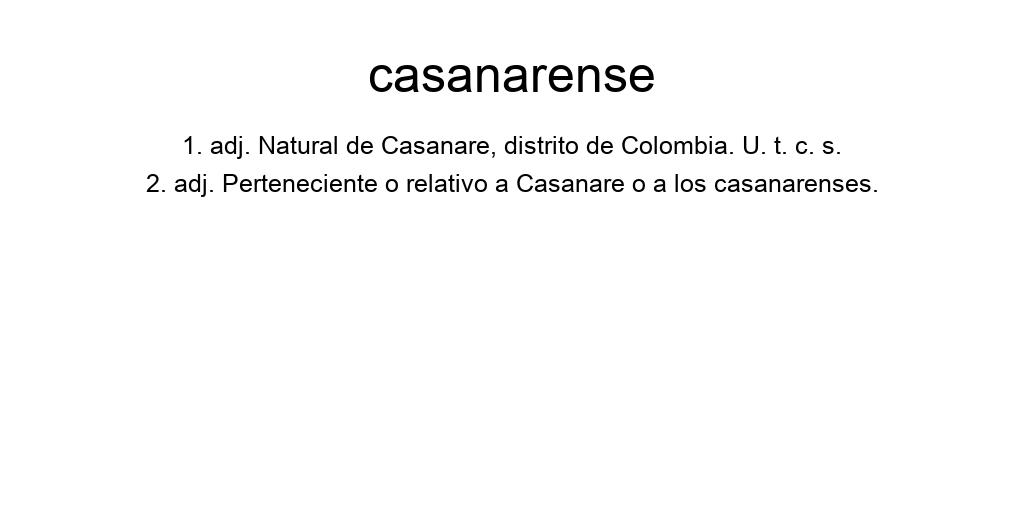 casanarense
1. adj. Natural de Casanare, distrito de Colombia. U. t. c. s.
2. adj. Perteneciente o relativo a Casanare o a los casanarenses.